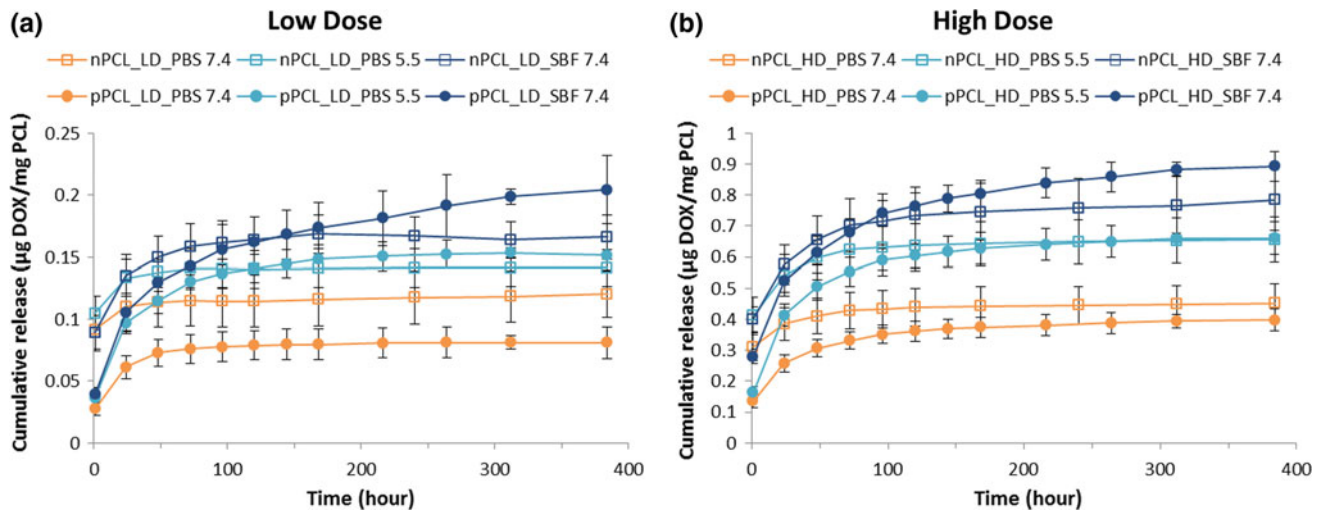 (a) Low Dose
nPCL_LD_PBS 7.4 nPCL_LD_PBS 5.5 nPCL_LD_SBF 7.4
pPCL_LD_PBS 7.4 pPCL_LD_PBS 5.5 pPCL_LD_SBF 7.4
Cumulative release (µg DOX/mg PCL)
0.25
0.2
0.15
0.1
0.05
0
0 100 200 300 400
Time (hour)
(b) High Dose
nPCL_HD_PBS 7.4 nPCL_HD_PBS 5.5 nPCL_HD_SBF 7.4
pPCL_HD_PBS 7.4 pPCL_HD_PBS 5.5 pPCL_HD_SBF 7.4
Cumulative release (µg DOX/mg PCL)
1
0.9
0.8
0.7
0.6
0.5
0.4
0.3
0.2
0.1
0
0 100 200 300 400
Time (hour)